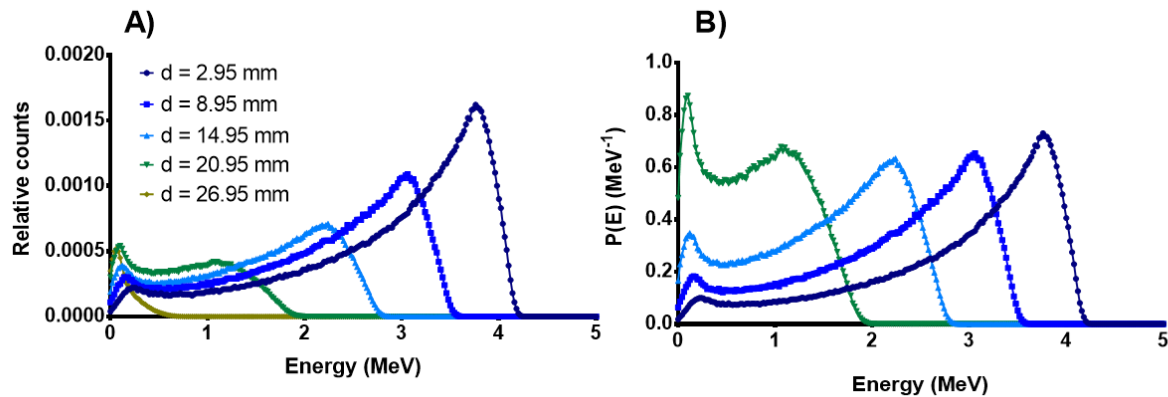 A)
0.0020
0.0015
0.0010
0.0005
0.0000
Relative counts
d = 2.95 mm
d = 8.95 mm
d = 14.95 mm
d = 20.95 mm
d = 26.95 mm
0 1 2 3 4 5
Energy (MeV)
B)
1.0
0.8
0.6
0.4
0.2
0.0
P(E) (MeV⁻¹)
0 1 2 3 4 5
Energy (MeV)